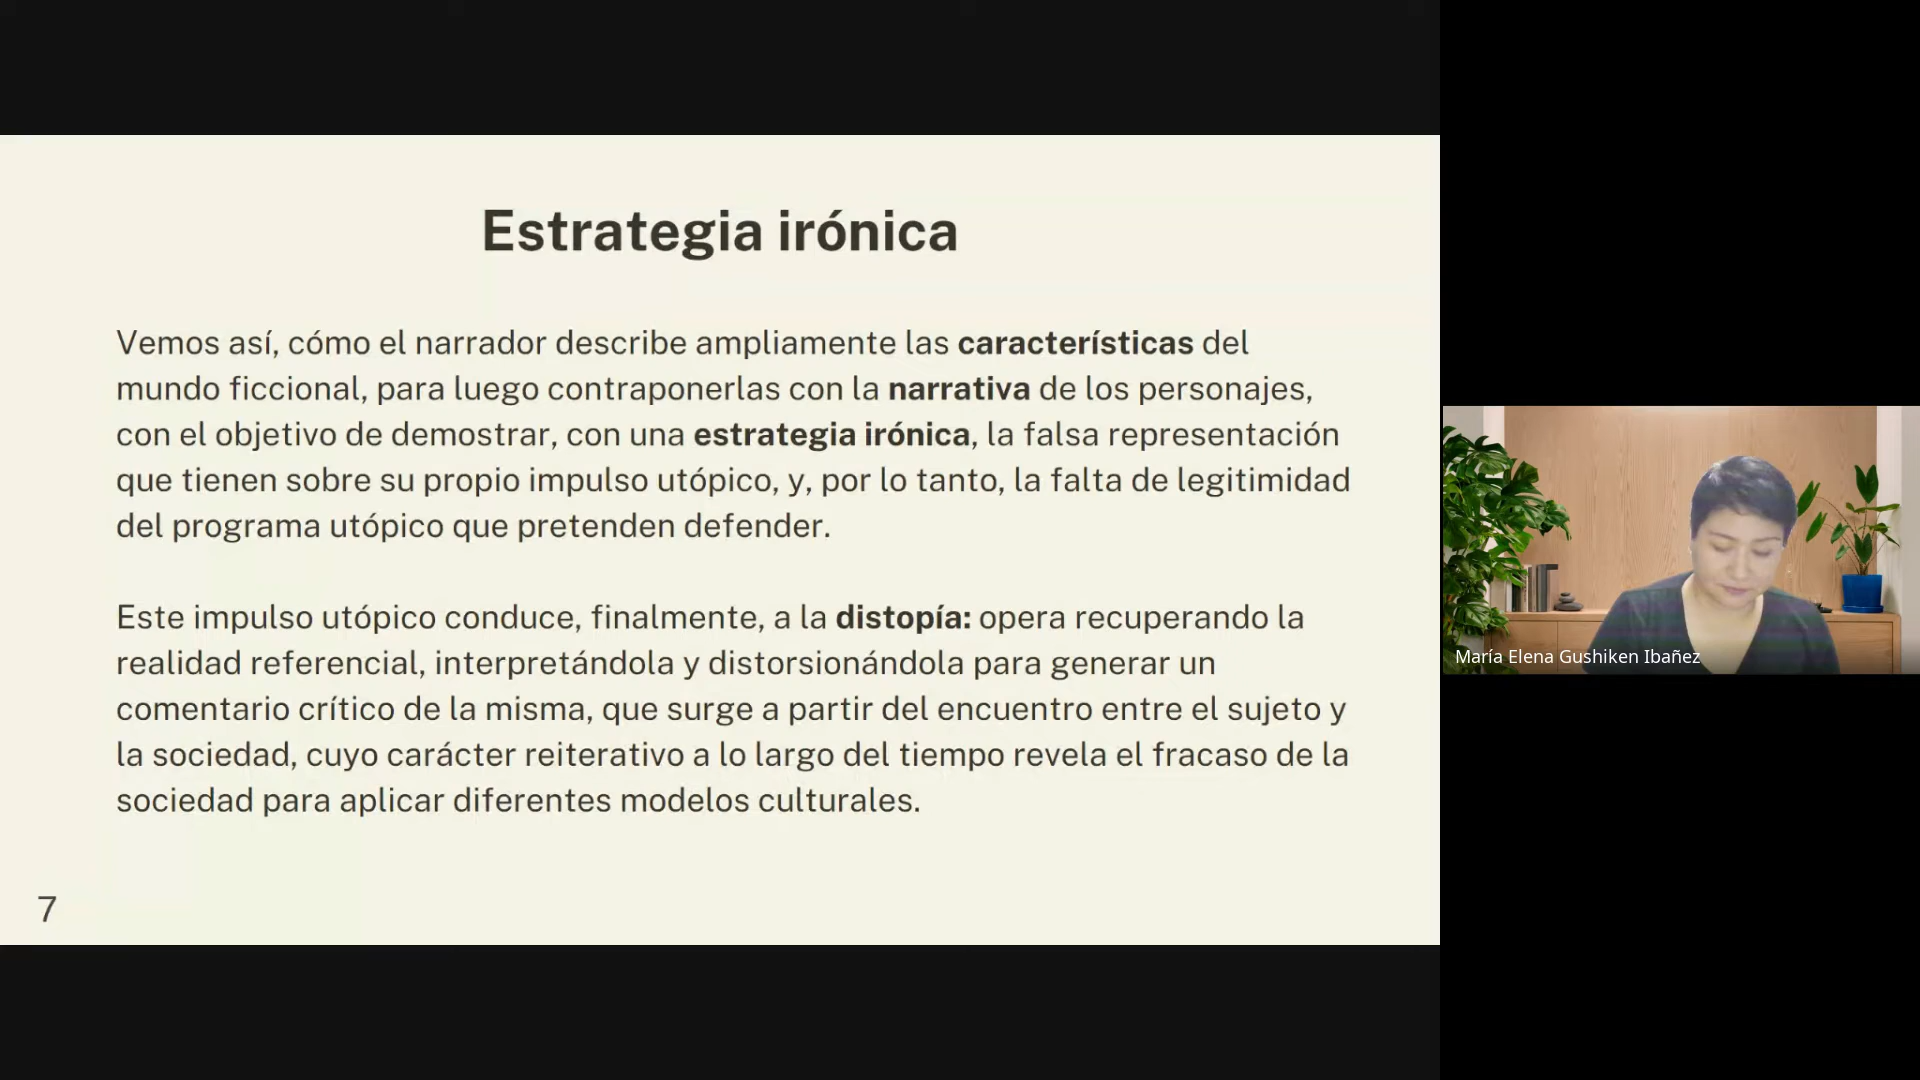 Estrategia irónica
Vemos así, cómo el narrador describe ampliamente las características del
mundo ficcional, para luego contraponerlas con la narrativa de los personajes,
con el objetivo de demostrar, con una estrategia irónica, la falsa representación
que tienen sobre su propio impulso utópico, y, por lo tanto, la falta de legitimidad
del programa utópico que pretenden defender.
Este impulso utópico conduce, finalmente, a la distopía: opera recuperando la
realidad referencial, interpretándola y distorsionándola para generar un
comentario crítico de la misma, que surge a partir del encuentro entre el sujeto y
la sociedad, cuyo carácter reiterativo a lo largo del tiempo revela el fracaso de la
sociedad para aplicar diferentes modelos culturales.
7
María Elena Gushiken Ibañez